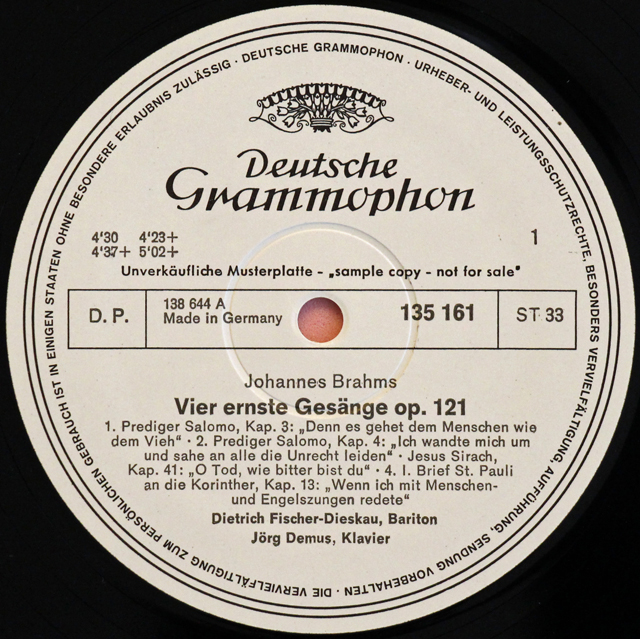 DEUTSCHE GRAMMOPHON · URHEBER- UND LEISTUNGSSCHUTZRECHTE, BESONDERS VERVIELFÄLTIGUNG, AUFFÜHRUNG, SENDUNG VORBEHALTEN · DIE VERVIELFÄLTIGUNG ZUM PERSÖNLICHEN GEBRAUCH IST IN EINIGEN STAATEN OHNE BESONDERE ERLAUBNIS ZULÄSSIG ·
Deutsche
Grammophon
4'30 4'23+
4'37+ 5'02+
1
Unverkäufliche Musterplatte - „sample copy - not for sale"
D. P.
138 644 A
Made in Germany
135 161
ST 33
Johannes Brahms
Vier ernste Gesänge op. 121
1. Prediger Salomo, Kap. 3: „Denn es gehet dem Menschen wie
dem Vieh" · 2. Prediger Salomo, Kap. 4: „Ich wandte mich um
und sahe an alle die Unrecht leiden" · Jesus Sirach,
Kap. 41: „O Tod, wie bitter bist du" · 4. I. Brief St. Pauli
an die Korinther, Kap. 13: „Wenn ich mit Menschen-
und Engelszungen redete"
Dietrich Fischer-Dieskau, Bariton
Jörg Demus, Klavier